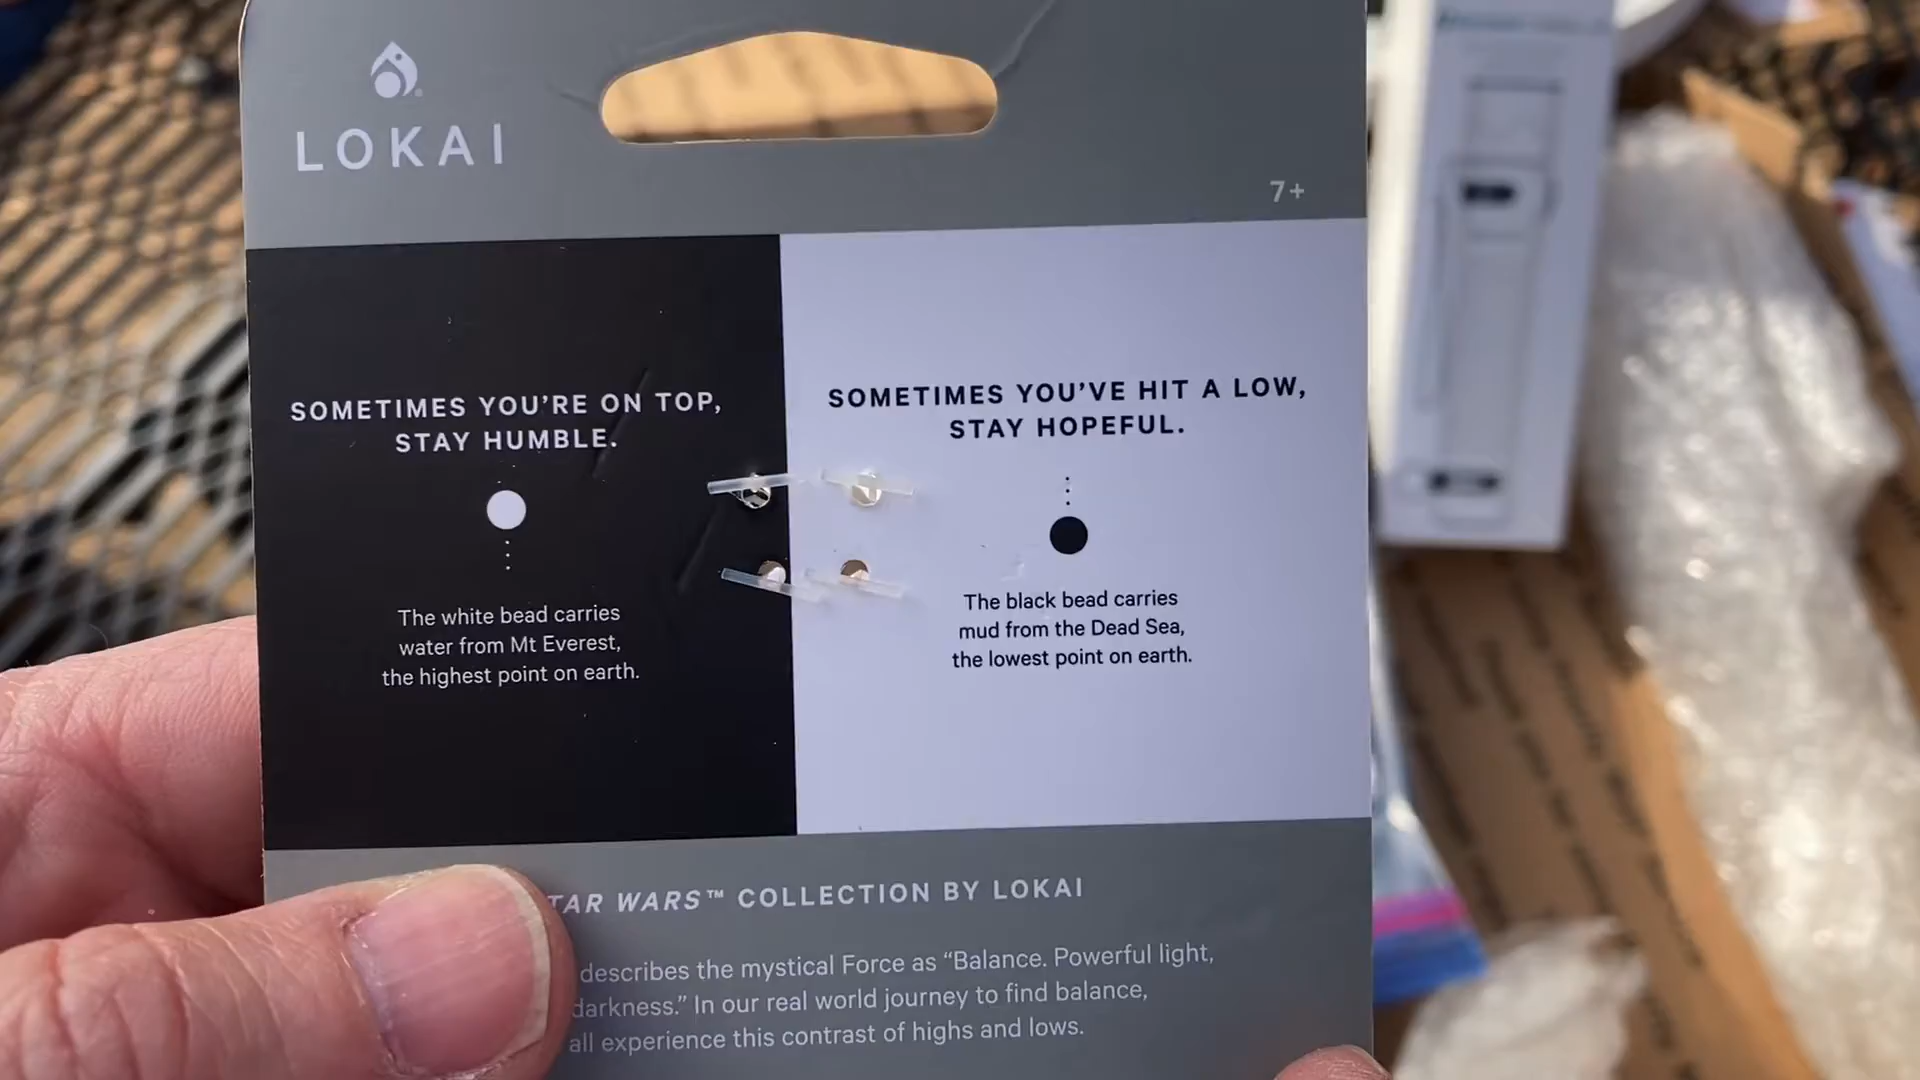 LOKAI
7+
SOMETIMES YOU'RE ON TOP,
STAY HUMBLE.
The white bead carries
water from Mt Everest,
the highest point on earth.
SOMETIMES YOU'VE HIT A LOW,
STAY HOPEFUL.
The black bead carries
mud from the Dead Sea,
the lowest point on earth.
TAR WARS™ COLLECTION BY LOKAI
describes the mystical Force as “Balance. Powerful light,
darkness.” In our real world journey to find balance,
all experience this contrast of highs and lows.